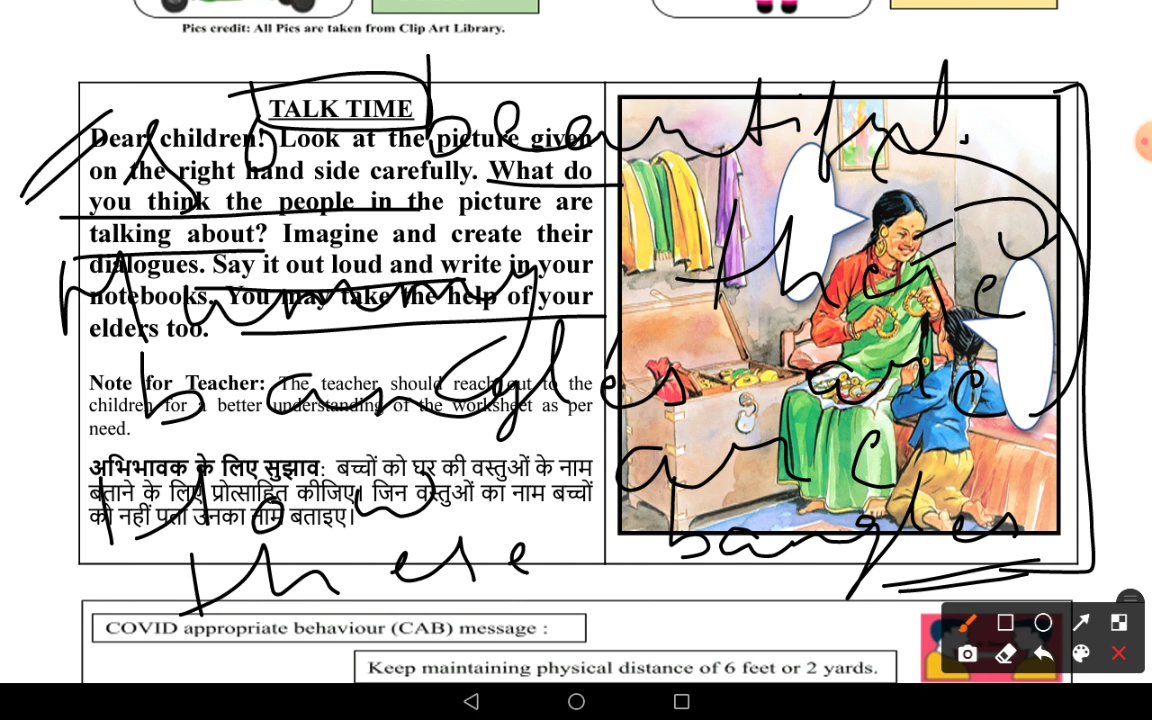 Pics credit: All Pics are taken from Clip Art Library.
TALK TIME
Dear children! Look at the picture given
on the right hand side carefully. What do
you think the people in the picture are
talking about? Imagine and create their
dialogues. Say it out loud and write in your
notebooks. You may take the help of your
elders too.
Note for Teacher: The teacher should reach out to the
children for a better understanding of the worksheet as per
need.
अभिभावक के लिए सुझाव: बच्चों को घर की वस्तुओं के नाम
बताने के लिए प्रोत्साहित कीजिए। जिन वस्तुओं का नाम बच्चों
को नहीं पता उनका नाम बताइए।
beautiful.
Mummy
these
bangles are
How are
these bangles
COVID appropriate behaviour (CAB) message :
Keep maintaining physical distance of 6 feet or 2 yards.